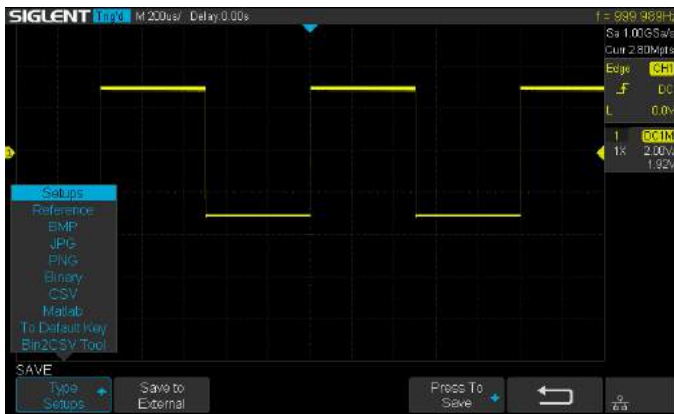 SIGLENT Trig'd M 200us/ Delay:0.00s f = 999.989Hz
Sa 1.00GSa/s
Curr 2.80Mpts
Edge CH1
DC
L 0.0V
1 DC1M
1X 2.00V/
1.92V
1
Setups
Reference
BMP
JPG
PNG
Binary
CSV
Matlab
To Default Key
Bin2CSV Tool
SAVE
Type Save to Press To
Setups External Save